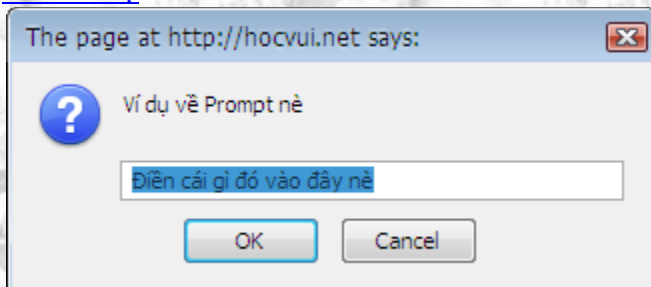 The page at http://hocvui.net says:
Ví dụ về Prompt nè
Điền cái gì đó vào đây nè
OK
Cancel